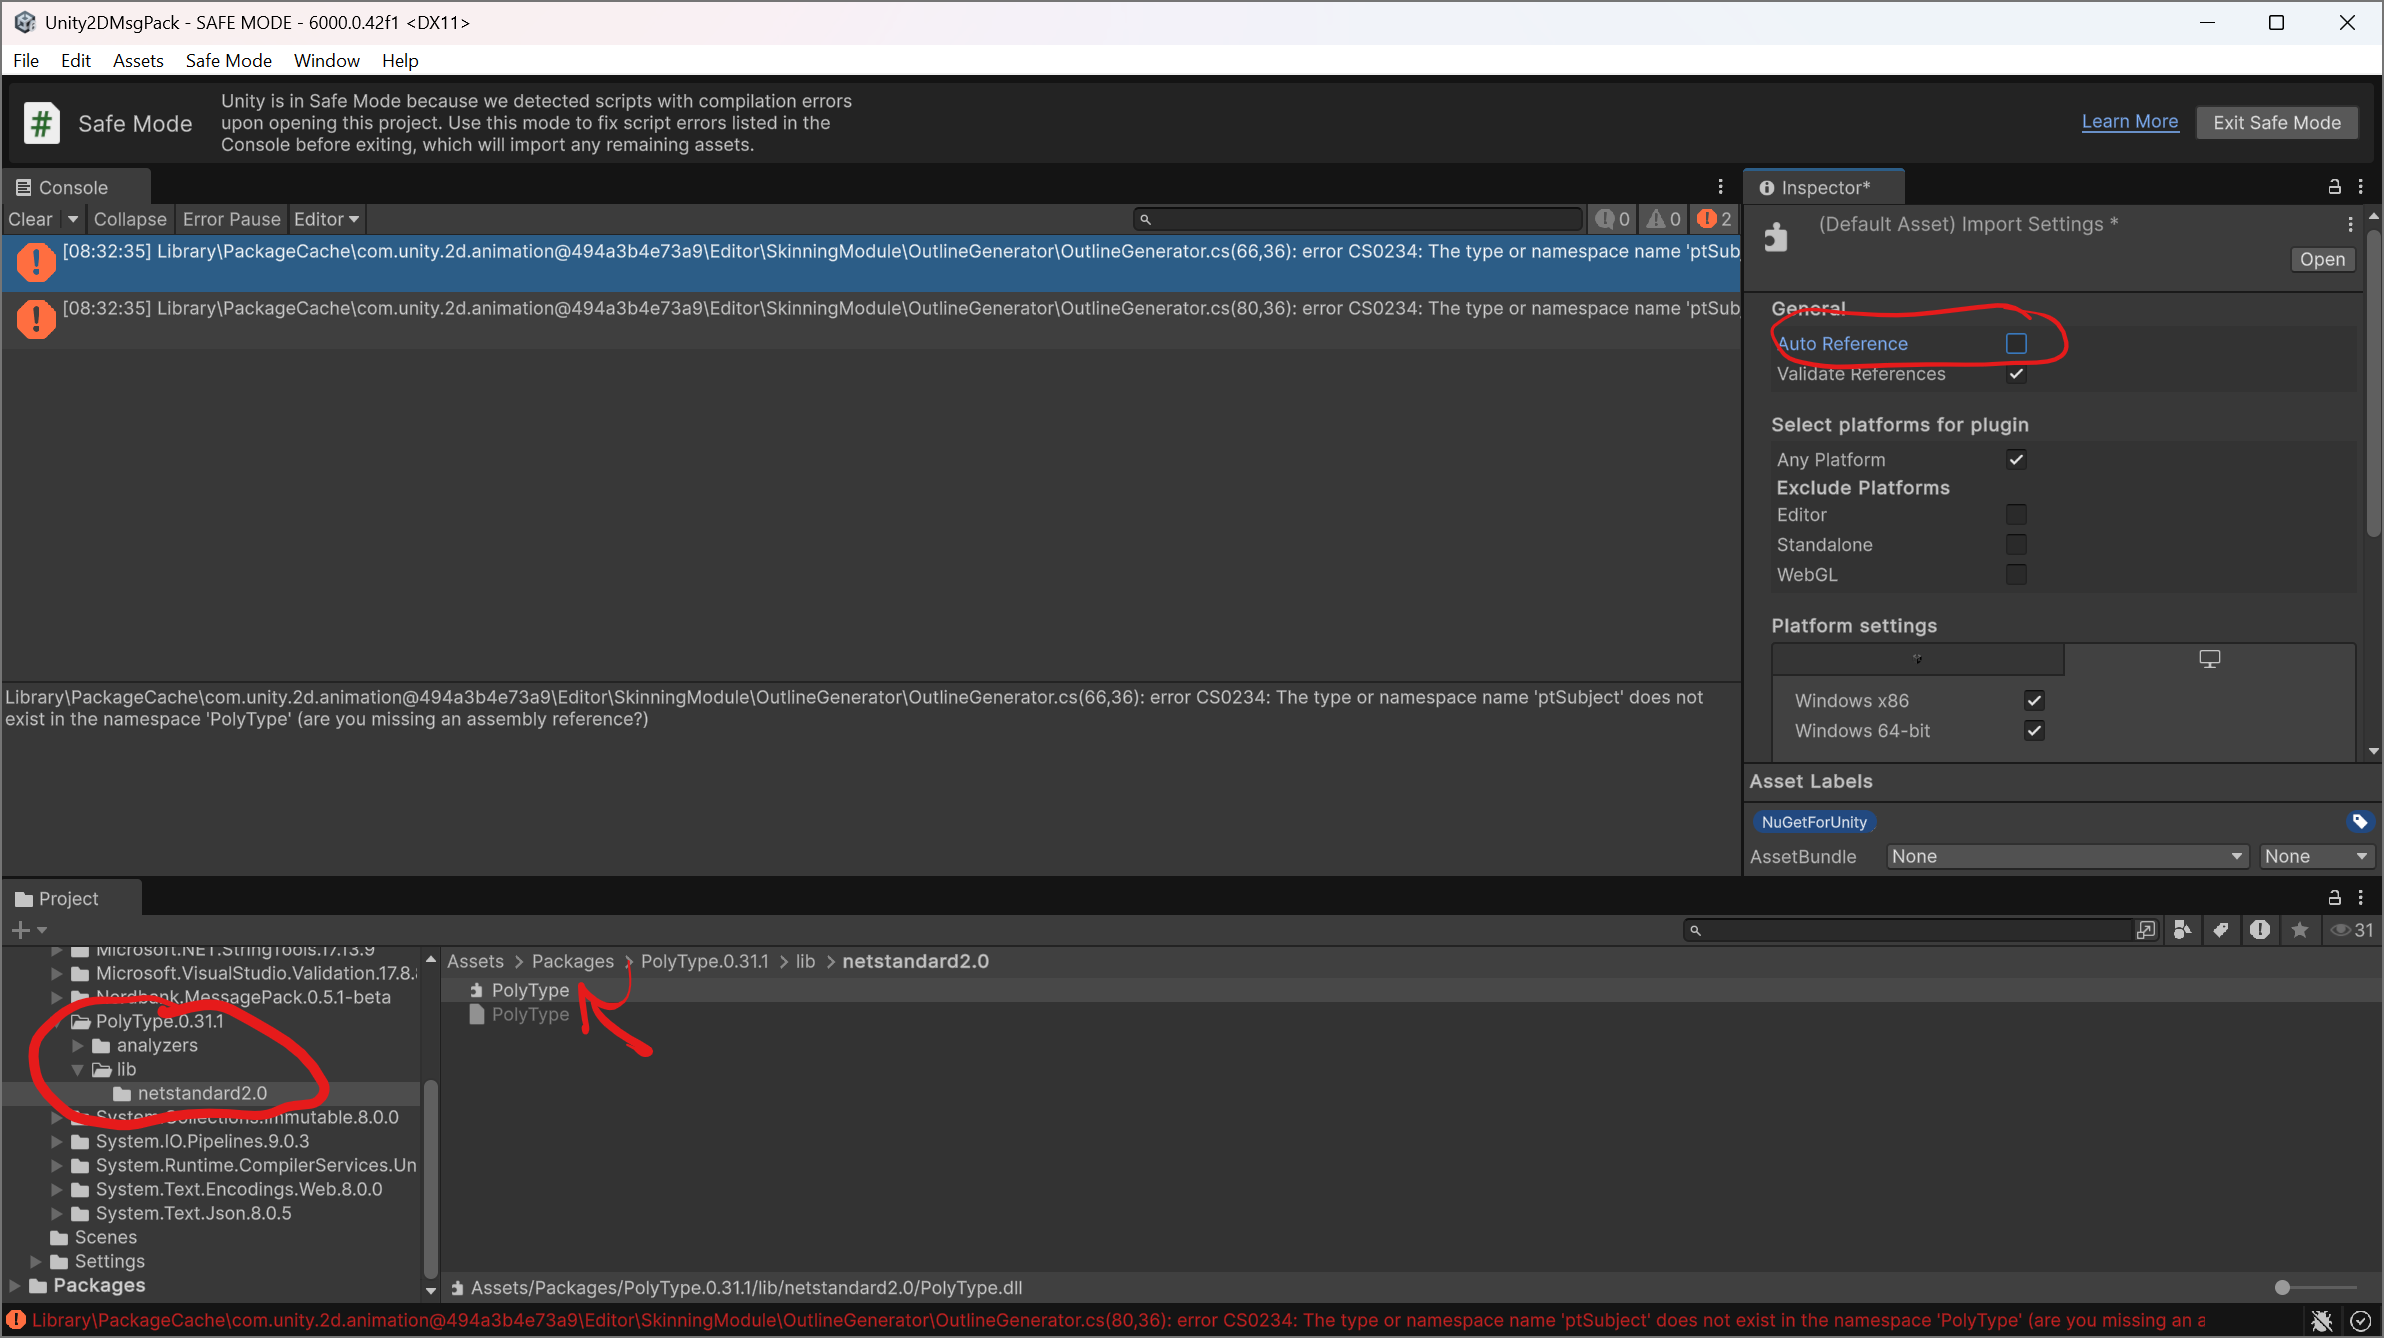 Unity2DMsgPack - SAFE MODE - 6000.0.42f1 <DX11>
File Edit Assets Safe Mode Window Help
Safe Mode
Unity is in Safe Mode because we detected scripts with compilation errors
upon opening this project. Use this mode to fix script errors listed in the
Console before exiting, which will import any remaining assets.
Learn More
Exit Safe Mode
Console
Clear Collapse Error Pause Editor
0 0 2
[08:32:35] Library\PackageCache\com.unity.2d.animation@494a3b4e73a9\Editor\SkinningModule\OutlineGenerator\OutlineGenerator.cs(66,36): error CS0234: The type or namespace name 'ptSub
[08:32:35] Library\PackageCache\com.unity.2d.animation@494a3b4e73a9\Editor\SkinningModule\OutlineGenerator\OutlineGenerator.cs(80,36): error CS0234: The type or namespace name 'ptSub
Library\PackageCache\com.unity.2d.animation@494a3b4e73a9\Editor\SkinningModule\OutlineGenerator\OutlineGenerator.cs(66,36): error CS0234: The type or namespace name 'ptSubject' does not
exist in the namespace 'PolyType' (are you missing an assembly reference?)
Inspector*
(Default Asset) Import Settings *
Open
General
Auto Reference
Validate References
Select platforms for plugin
Any Platform
Exclude Platforms
Editor
Standalone
WebGL
Platform settings
Windows x86
Windows 64-bit
Asset Labels
NuGetForUnity
AssetBundle None None
Project
31
Microsoft.NET.StringTools.17.13.9
Microsoft.VisualStudio.Validation.17.8.
Nerdbank.MessagePack.0.5.1-beta
PolyType.0.31.1
analyzers
lib
netstandard2.0
System.Collections.Immutable.8.0.0
System.IO.Pipelines.9.0.3
System.Runtime.CompilerServices.Un
System.Text.Encodings.Web.8.0.0
System.Text.Json.8.0.5
Scenes
Settings
Packages
Assets > Packages > PolyType.0.31.1 > lib > netstandard2.0
PolyType
PolyType
Assets/Packages/PolyType.0.31.1/lib/netstandard2.0/PolyType.dll
Library\PackageCache\com.unity.2d.animation@494a3b4e73a9\Editor\SkinningModule\OutlineGenerator\OutlineGenerator.cs(80,36): error CS0234: The type or namespace name 'ptSubject' does not exist in the namespace 'PolyType' (are you missing an a